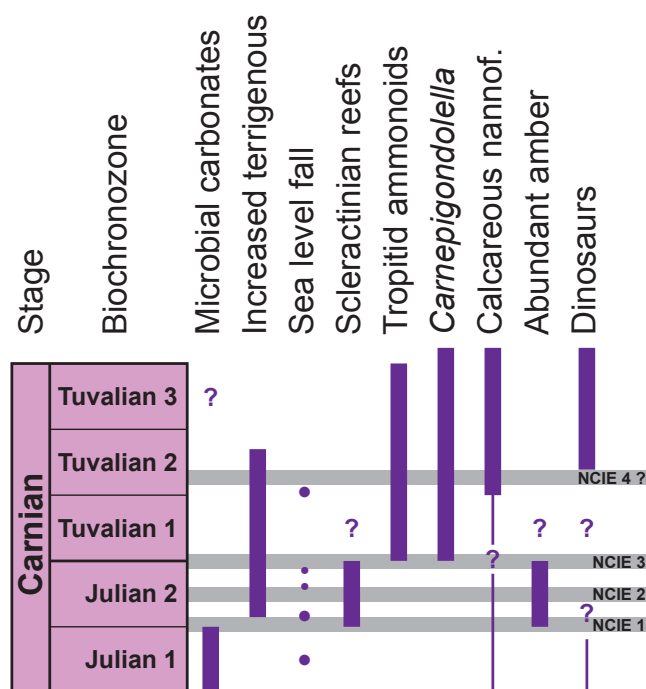 Stage
Biochronozone
Microbial carbonates
Increased terrigenous
Sea level fall
Scleractinian reefs
Tropitid ammonoids
Carnepigondolella
Calcareous nannof.
Abundant amber
Dinosaurs
Carnian
Tuvalian 3
?
Tuvalian 2
NCIE 4 ?
Tuvalian 1
? ? ?
? NCIE 3
Julian 2
NCIE 2
?
NCIE 1
Julian 1